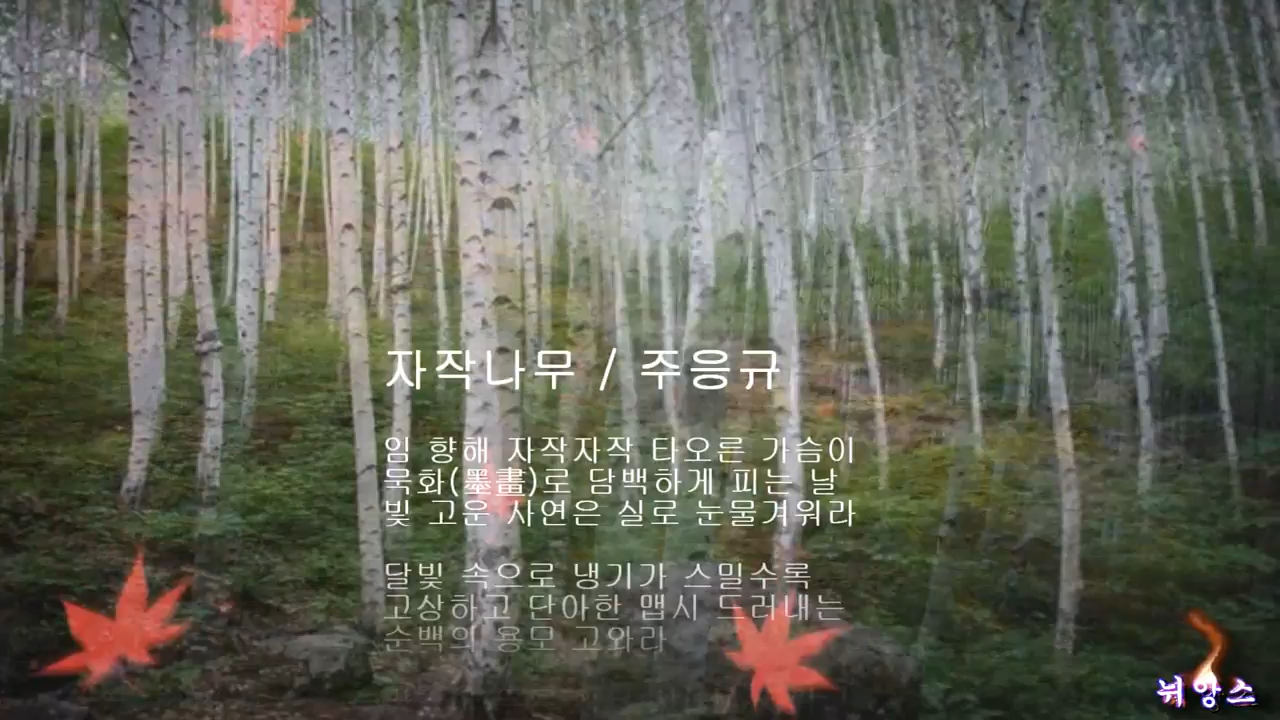 자작나무 / 주응규
임 향해 자작자작 타오른 가슴이
묵화(墨畫)로 담백하게 피는 날
빛 고운 사연은 실로 눈물겨워라
달빛 속으로 냉기가 스밀수록
고상하고 단아한 맵시 드러내는
순백의 용모 고와라
뉘앙스